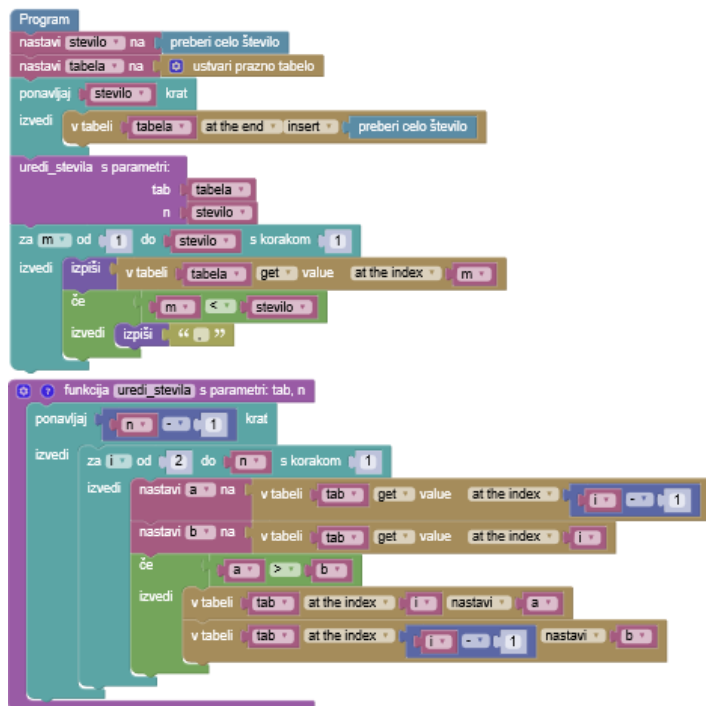 Program
nastavi stevilo na preberi celo število
nastavi tabela na ustvari prazno tabelo
ponavljaj stevilo krat
izvedi v tabeli tabela at the end insert preberi celo število
uredi_stevila s parametri:
tab tabela
n stevilo
za m od 1 do stevilo s korakom 1
izvedi izpiši v tabeli tabela get value at the index m
če m < stevilo
izvedi izpiši “ , ”
? funkcija uredi_stevila s parametri: tab, n
ponavljaj n - 1 krat
izvedi za i od 2 do n s korakom 1
izvedi nastavi a na v tabeli tab get value at the index i - 1
nastavi b na v tabeli tab get value at the index i
če a > b
izvedi v tabeli tab at the index i nastavi a
v tabeli tab at the index i - 1 nastavi b